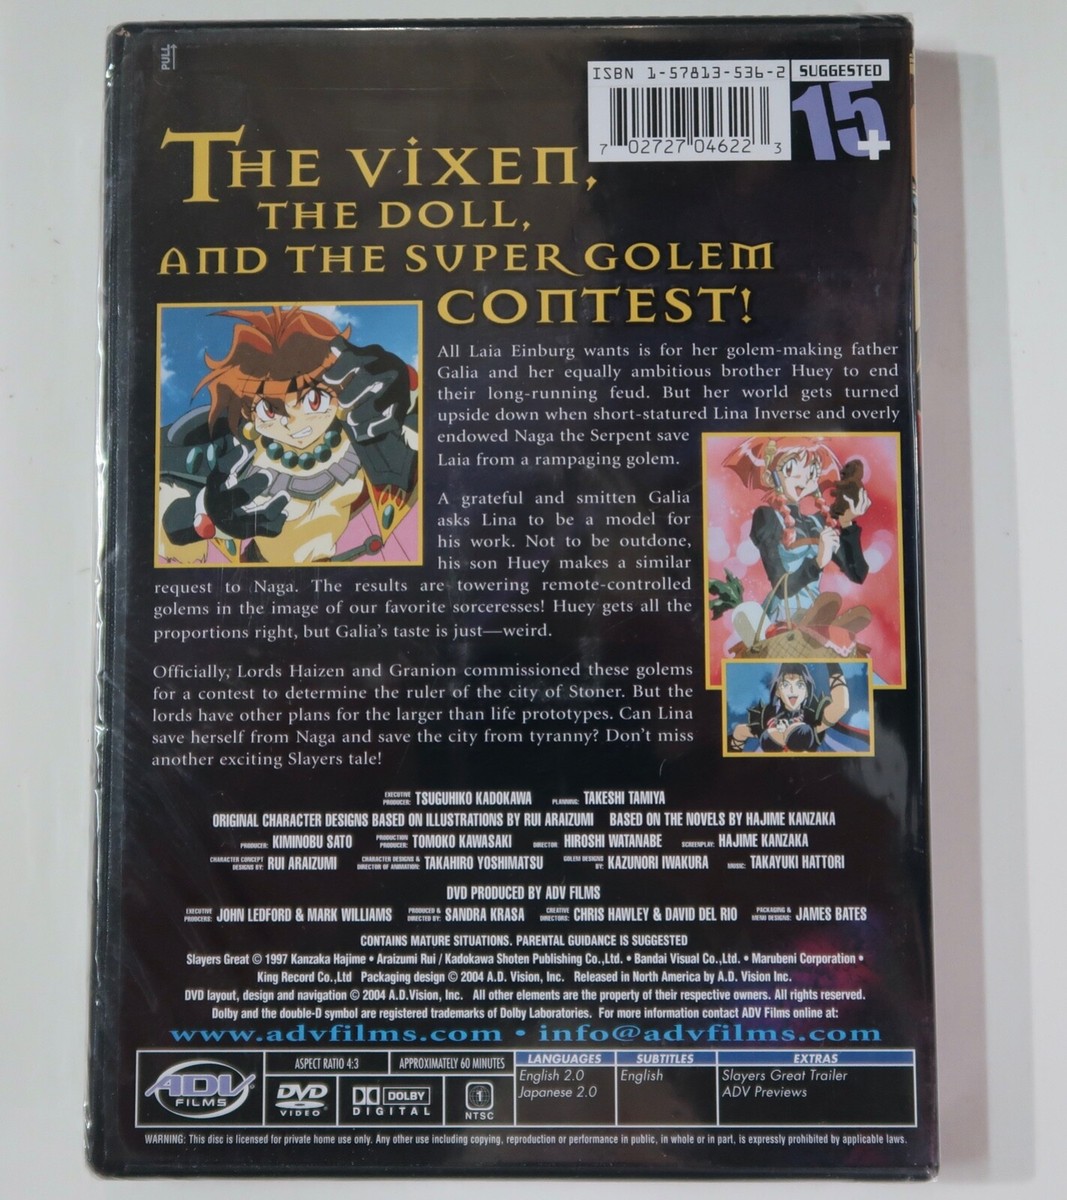 PULL
ISBN 1-57813-536-2
SUGGESTED
15+
7 02727 04622 3
THE VIXEN,
THE DOLL,
AND THE SUPER GOLEM
CONTEST!
All Laia Einburg wants is for her golem-making father
Galia and her equally ambitious brother Huey to end
their long-running feud. But her world gets turned
upside down when short-statured Lina Inverse and overly
endowed Naga the Serpent save
Laia from a rampaging golem.
A grateful and smitten Galia
asks Lina to be a model for
his work. Not to be outdone,
his son Huey makes a similar
request to Naga. The results are towering remote-controlled
golems in the image of our favorite sorceresses! Huey gets all the
proportions right, but Galia's taste is just—weird.
Officially, Lords Haizen and Granion commissioned these golems
for a contest to determine the ruler of the city of Stoner. But the
lords have other plans for the larger than life prototypes. Can Lina
save herself from Naga and save the city from tyranny? Don't miss
another exciting Slayers tale!
EXECUTIVE PRODUCER: TSUGUHIKO KADOKAWA PLANNING: TAKESHI TAMIYA
ORIGINAL CHARACTER DESIGNS BASED ON ILLUSTRATIONS BY RUI ARAIZUMI BASED ON THE NOVELS BY HAJIME KANZAKA
PRODUCER: KIMINOBU SATO PRODUCTION PRODUCER: TOMOKO KAWASAKI DIRECTOR: HIROSHI WATANABE SCREENPLAY: HAJIME KANZAKA
CHARACTER CONCEPT DESIGNS BY: RUI ARAIZUMI CHARACTER DESIGNS & DIRECTOR OF ANIMATION: TAKAHIRO YOSHIMATSU GOLEM DESIGNS BY: KAZUNORI IWAKURA MUSIC: TAKAYUKI HATTORI
DVD PRODUCED BY ADV FILMS
EXECUTIVE PRODUCERS: JOHN LEDFORD & MARK WILLIAMS PRODUCED & DIRECTED BY: SANDRA KRASA CREATIVE DIRECTORS: CHRIS HAWLEY & DAVID DEL RIO PACKAGING & MENU DESIGNS: JAMES BATES
CONTAINS MATURE SITUATIONS. PARENTAL GUIDANCE IS SUGGESTED
Slayers Great © 1997 Kanzaka Hajime • Araizumi Rui / Kadokawa Shoten Publishing Co.,Ltd. • Bandai Visual Co.,Ltd. • Marubeni Corporation •
King Record Co.,Ltd Packaging design © 2004 A.D. Vision, Inc. Released in North America by A.D. Vision Inc.
DVD layout, design and navigation © 2004 A.D.Vision, Inc. All other elements are the property of their respective owners. All rights reserved.
Dolby and the double-D symbol are registered trademarks of Dolby Laboratories. For more information contact ADV Films online at:
www.advfilms.com • info@advfilms.com
ADV FILMS
ASPECT RATIO 4:3
APPROXIMATELY 60 MINUTES
DVD VIDEO
DOLBY DIGITAL
1
NTSC
LANGUAGES
English 2.0
Japanese 2.0
SUBTITLES
English
EXTRAS
Slayers Great Trailer
ADV Previews
WARNING: This disc is licensed for private home use only. Any other use including copying, reproduction or performance in public, in whole or in part, is expressly prohibited by applicable laws.